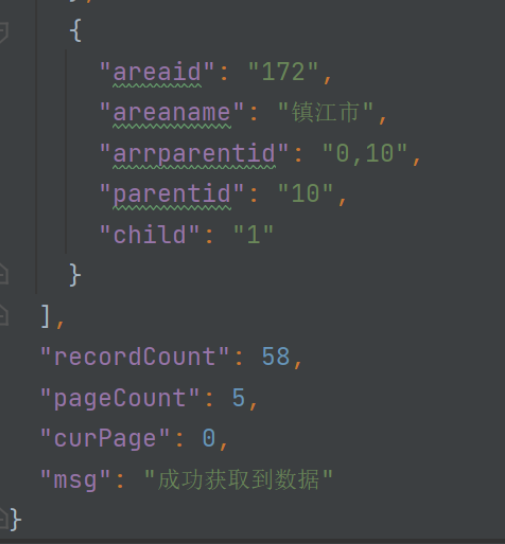 {
"areaid": "172",
"areaname": "镇江市",
"arrparentid": "0,10",
"parentid": "10",
"child": "1"
}
],
"recordCount": 58,
"pageCount": 5,
"curPage": 0,
"msg": "成功获取到数据"
}